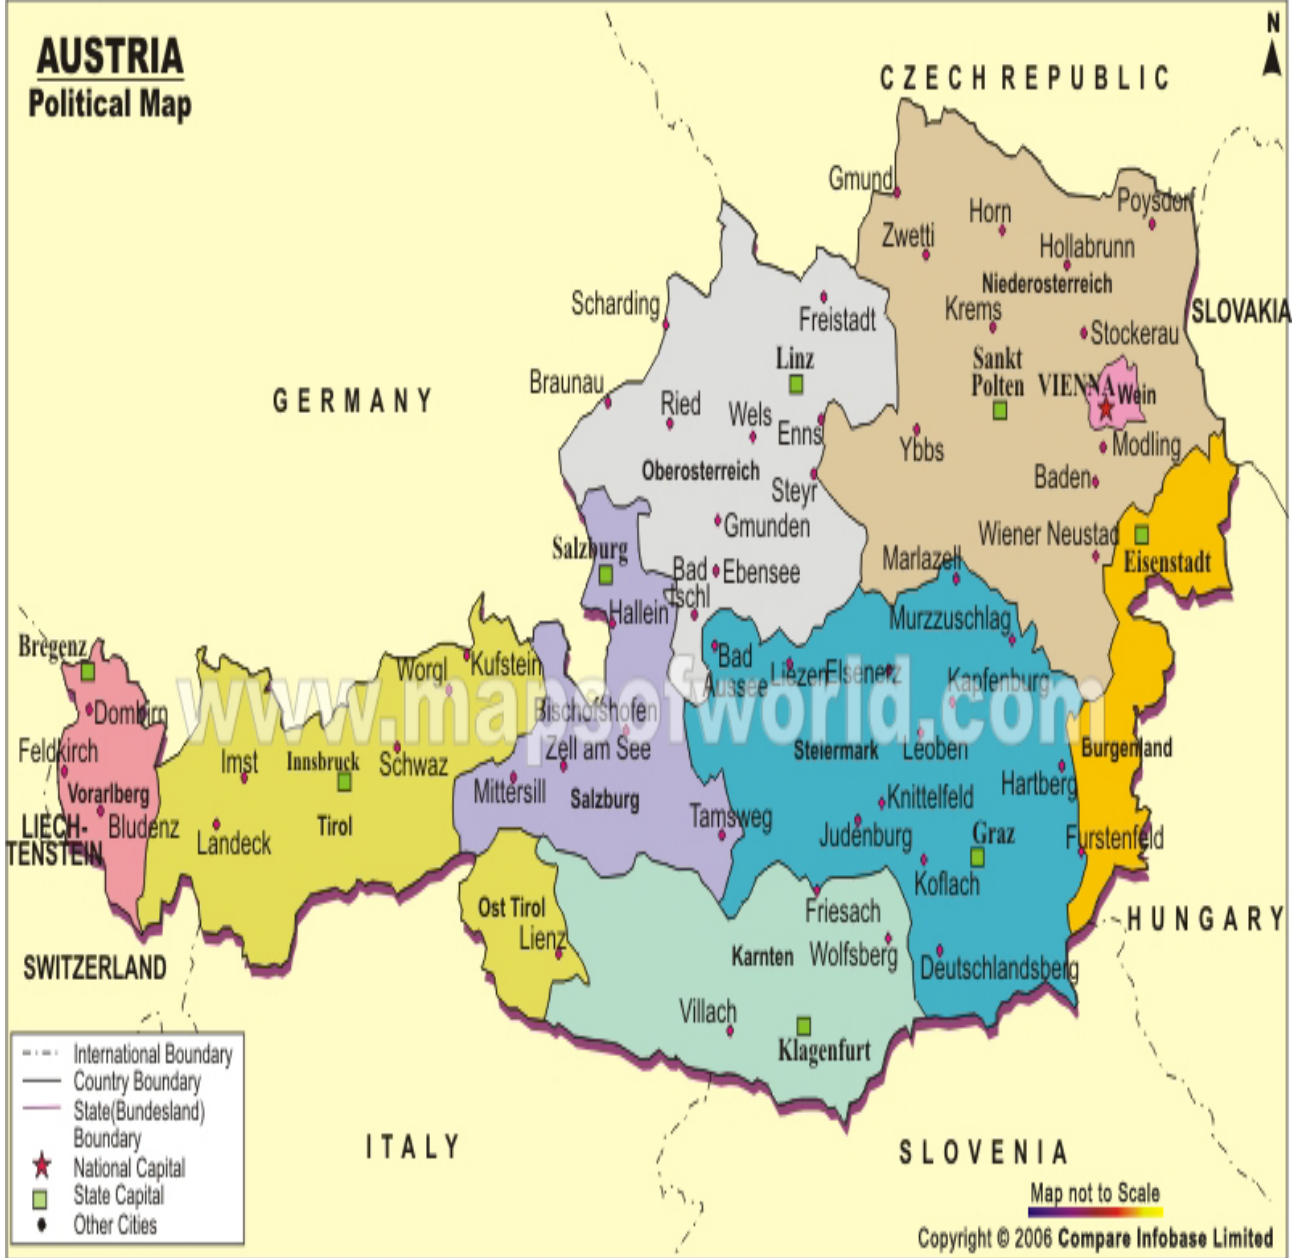 AUSTRIA
Political Map
N
CZECH REPUBLIC
Gmund
Poysdorf
Horn
Zwetti
Hollabrunn
Niederosterreich
Scharding
Krems
SLOVAKIA
Freistadt
Stockerau
Linz
Sankt
Polten
VIENNA
Wein
Braunau
GERMANY
Ried
Wels
Enns
Ybbs
Modling
Oberosterreich
Steyr
Baden
Gmunden
Wiener Neustad
Salzburg
Marlazell
Eisenstadt
Bad
Ischl
Ebensee
Hallein
Murzzuschlag
Bregenz
Worgl
Kufstein
Bad
Aussee
Liezen
Elsenerz
Kapfenburg
www.mapsofworld.com
Dombirn
Bischofshofen
Feldkirch
Imst
Innsbruck
Schwaz
Zell am See
Steiermark
Leoben
Burgenland
Vorarlberg
Mittersill
Salzburg
Hartberg
Knittelfeld
Bludenz
LIECH-
TENSTEIN
Landeck
Tirol
Tamsweg
Judenburg
Graz
Furstenfeld
Koflach
Ost Tirol
Friesach
HUNGARY
Lienz
Karnten
Wolfsberg
SWITZERLAND
Deutschlandsberg
Villach
Klagenfurt
International Boundary
Country Boundary
State(Bundesland)
Boundary
National Capital
State Capital
Other Cities
ITALY
SLOVENIA
Map not to Scale
Copyright © 2006 Compare Infobase Limited